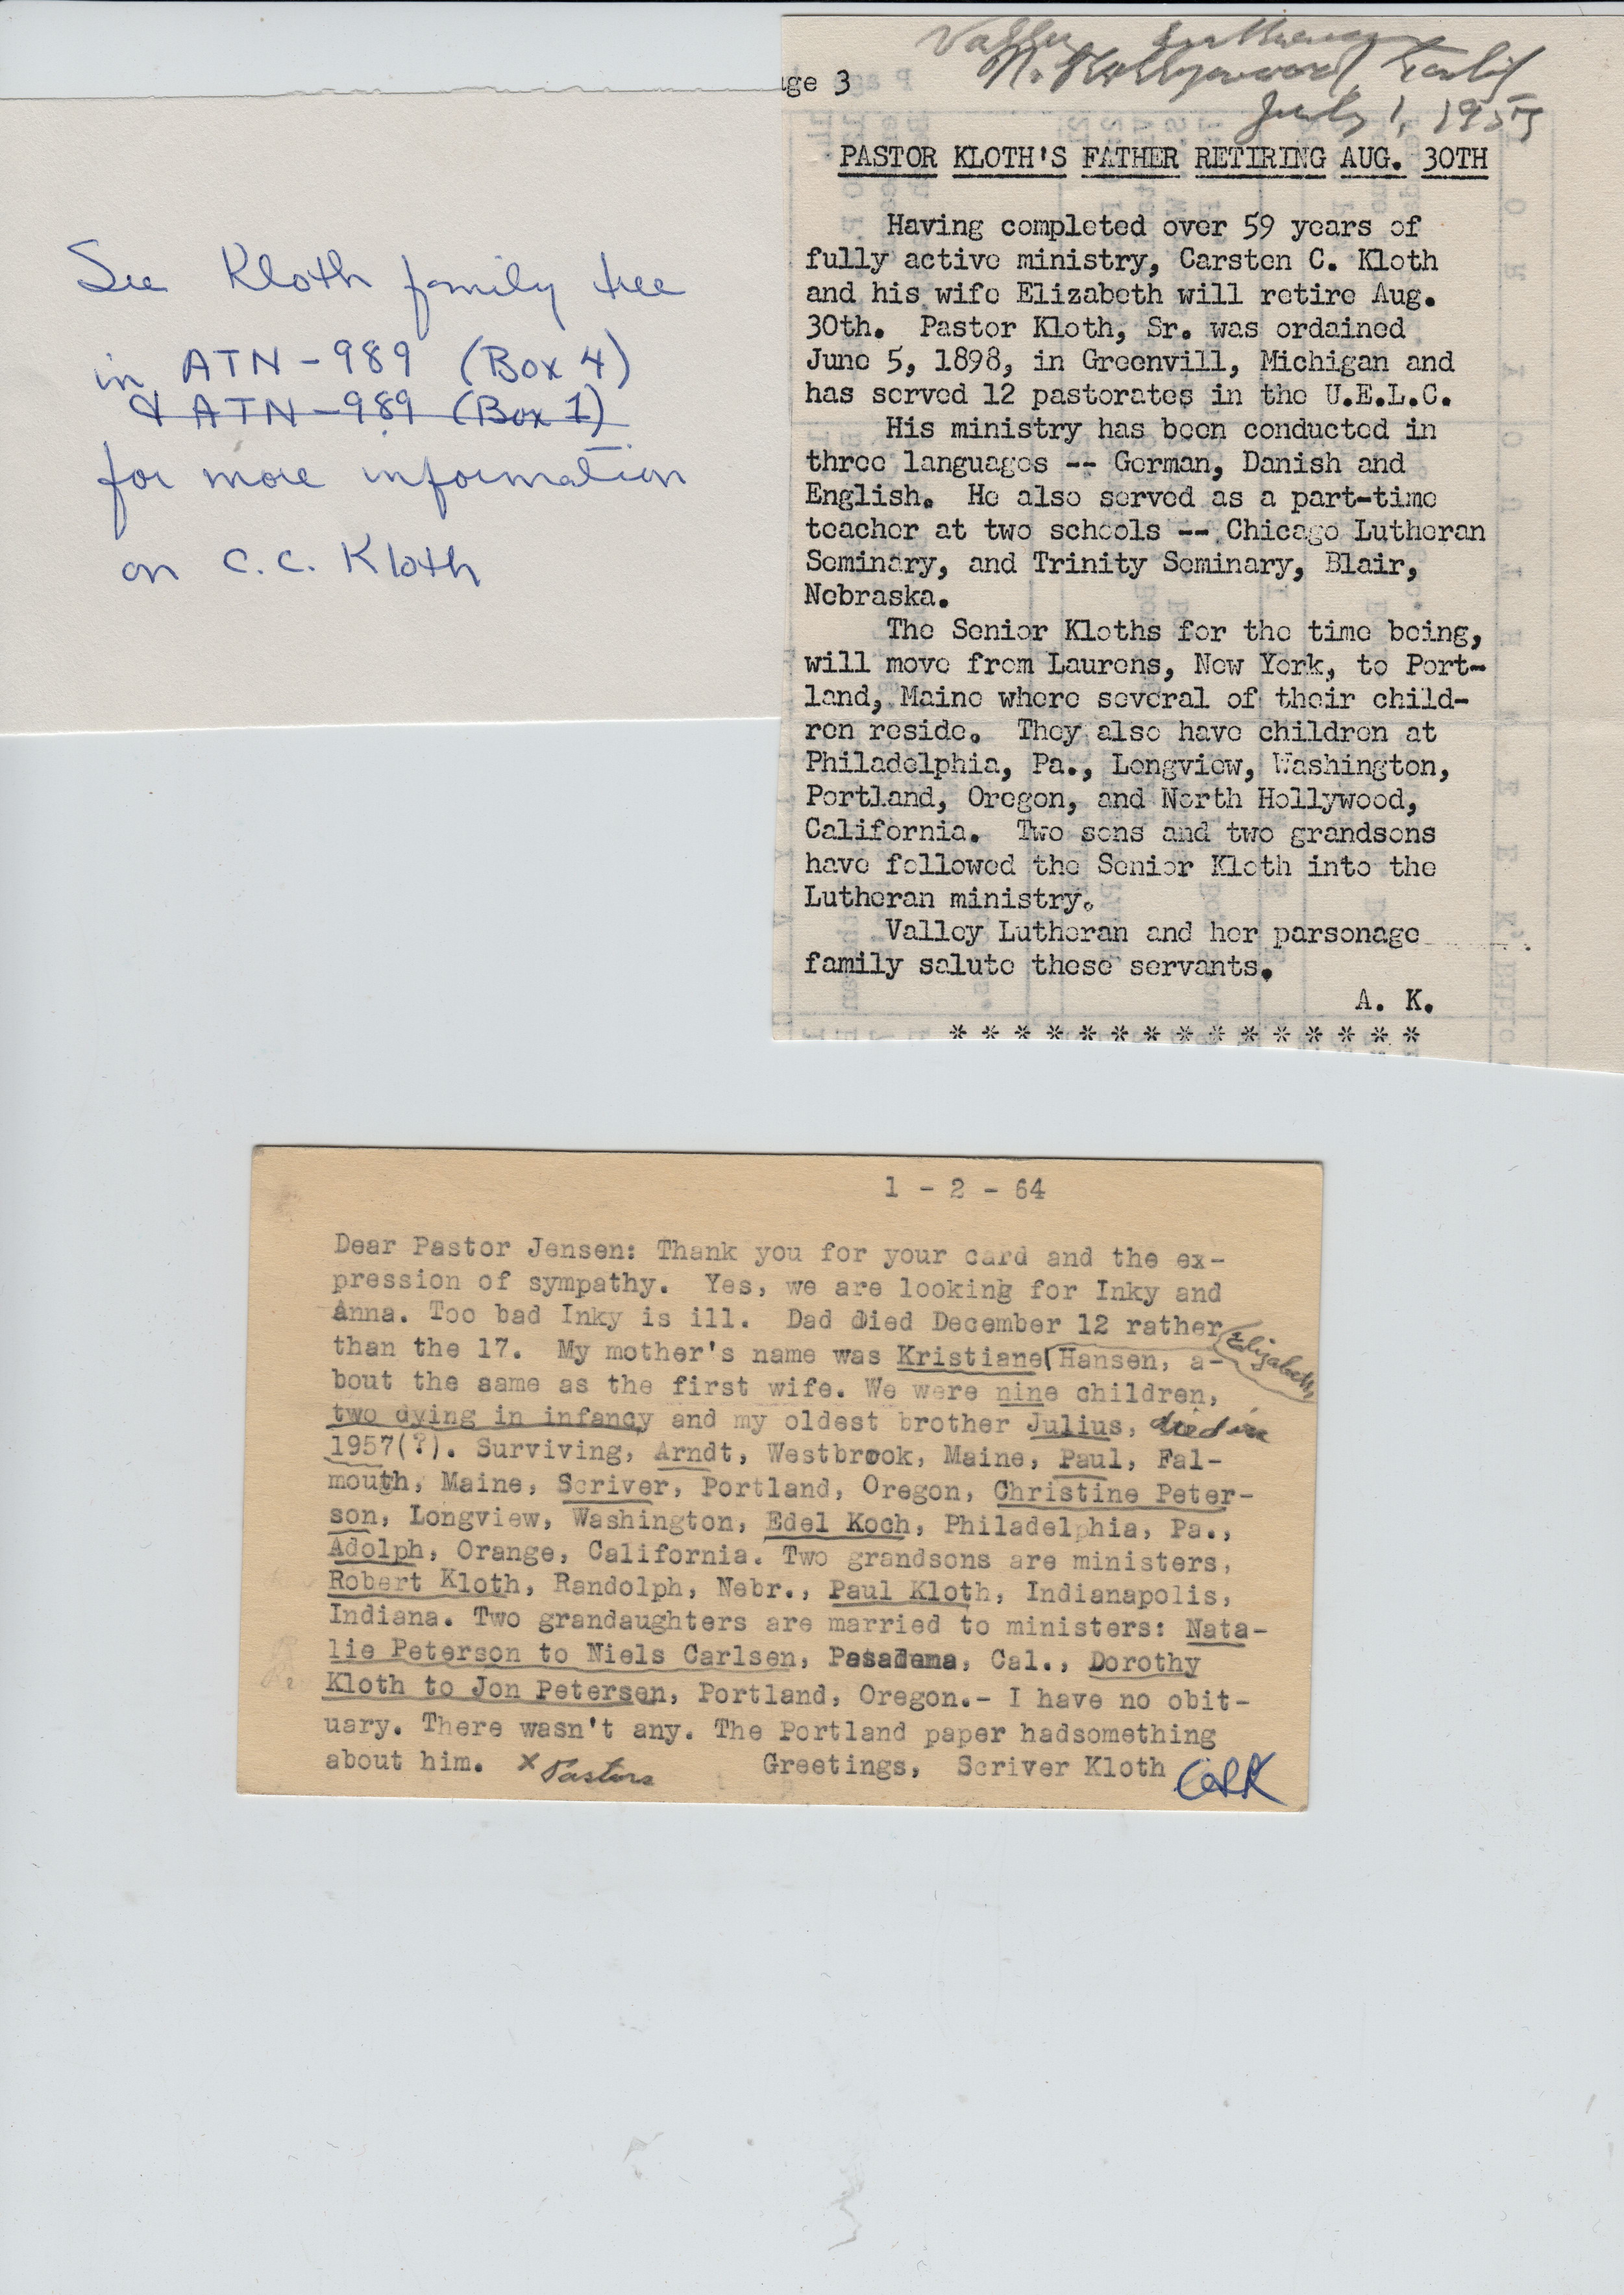 See Kloth family tree
in ATN-989 (Box 4)
& ATN-989 (Box 1)
for more information
on C.C. Kloth
Valley Lutheran
N. Hollywood, Calif
July 1, 1955
age 3
PASTOR KLOTH'S FATHER RETIRING AUG. 30TH
Having completed over 59 years of
fully active ministry, Carsten C. Kloth
and his wife Elizabeth will retire Aug.
30th. Pastor Kloth, Sr. was ordained
June 5, 1898, in Greenvill, Michigan and
has served 12 pastorates in the U.E.L.C.
His ministry has been conducted in
three languages -- German, Danish and
English. He also served as a part-time
teacher at two schools -- Chicago Lutheran
Seminary, and Trinity Seminary, Blair,
Nebraska.
The Senior Kloths for the time being,
will move from Laurens, New York, to Port-
land, Maine where several of their child-
ren reside. They also have children at
Philadelphia, Pa., Longview, Washington,
Portland, Oregon, and North Hollywood,
California. Two sons and two grandsons
have followed the Senior Kloth into the
Lutheran ministry.
Valley Lutheran and her parsonage
family salute these servants.
A. K.
* * * * * * * * * * * * * * *
1 - 2 - 64
Dear Pastor Jensen: Thank you for your card and the ex-
pression of sympathy. Yes, we are looking for Inky and
Anna. Too bad Inky is ill. Dad died December 12 rather
than the 17. My mother's name was Kristiane Elizabeth Hansen, a-
bout the same as the first wife. We were nine children,
two dying in infancy and my oldest brother Julius, died in
1957(?). Surviving, Arndt, Westbrook, Maine, Paul, Fal-
mouth, Maine, Scriver, Portland, Oregon, Christine Peter-
son, Longview, Washington, Edel Koch, Philadelphia, Pa.,
Adolph, Orange, California. Two grandsons are ministers,
Robert Kloth, Randolph, Nebr., Paul Kloth, Indianapolis,
Indiana. Two grandaughters are married to ministers: Nata-
lie Peterson to Niels Carlsen, Pasadena, Cal., Dorothy
Kloth to Jon Petersen, Portland, Oregon.- I have no obit-
uary. There wasn't any. The Portland paper hadsomething
about him. x Pastors Greetings, Scriver Kloth